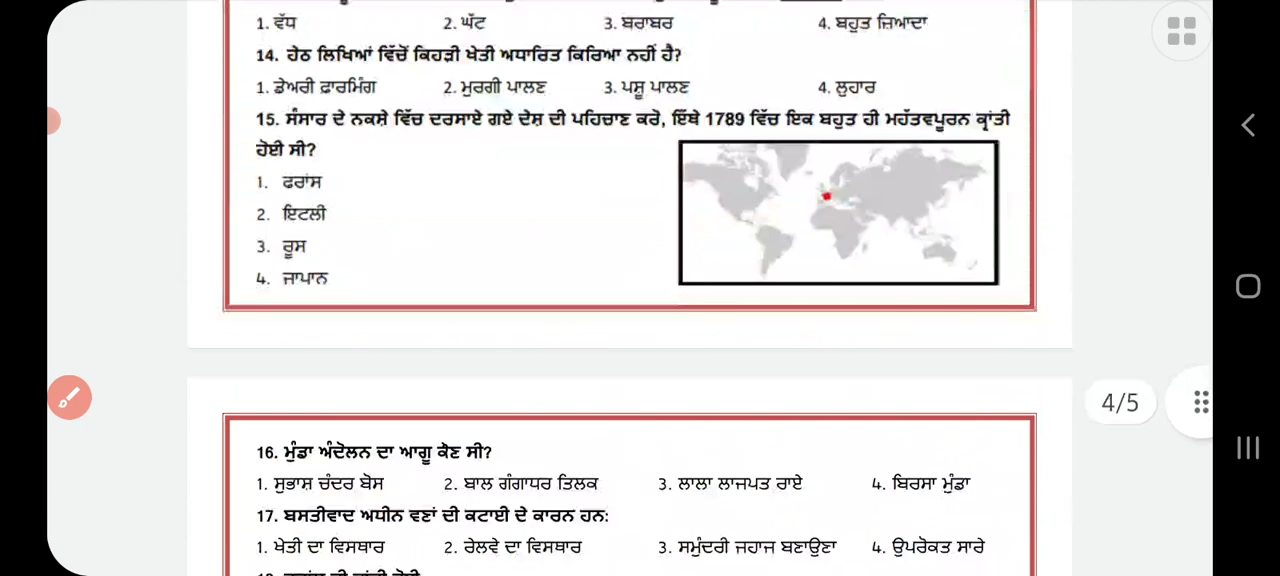 1. ਵੱਧ 2. ਘੱਟ 3. ਬਰਾਬਰ 4. ਬਹੁਤ ਜ਼ਿਆਦਾ
14. ਹੇਠ ਲਿਖਿਆਂ ਵਿੱਚੋਂ ਕਿਹੜੀ ਖੇਤੀ ਅਧਾਰਿਤ ਕਿਰਿਆ ਨਹੀਂ ਹੈ?
1. ਡੇਅਰੀ ਫ਼ਾਰਮਿੰਗ 2. ਮੁਰਗੀ ਪਾਲਣ 3. ਪਸ਼ੂ ਪਾਲਣ 4. ਲੁਹਾਰ
15. ਸੰਸਾਰ ਦੇ ਨਕਸ਼ੇ ਵਿੱਚ ਦਰਸਾਏ ਗਏ ਦੇਸ਼ ਦੀ ਪਹਿਚਾਣ ਕਰੋ, ਇੱਥੇ 1789 ਵਿੱਚ ਇਕ ਬਹੁਤ ਹੀ ਮਹੱਤਵਪੂਰਨ ਕ੍ਰਾਂਤੀ
ਹੋਈ ਸੀ?
1. ਫਰਾਂਸ
2. ਇਟਲੀ
3. ਰੂਸ
4. ਜਾਪਾਨ
4/5
16. ਮੁੰਡਾ ਅੰਦੋਲਨ ਦਾ ਆਗੂ ਕੋਣ ਸੀ?
1. ਸੁਭਾਸ਼ ਚੰਦਰ ਬੋਸ 2. ਬਾਲ ਗੰਗਾਧਰ ਤਿਲਕ 3. ਲਾਲਾ ਲਾਜਪਤ ਰਾਏ 4. ਬਿਰਸਾ ਮੁੰਡਾ
17. ਬਸਤੀਵਾਦ ਅਧੀਨ ਵਣਾਂ ਦੀ ਕਟਾਈ ਦੇ ਕਾਰਨ ਹਨ:
1. ਖੇਤੀ ਦਾ ਵਿਸਥਾਰ 2. ਰੇਲਵੇ ਦਾ ਵਿਸਥਾਰ 3. ਸਮੁੰਦਰੀ ਜਹਾਜ ਬਣਾਉਣਾ 4. ਉਪਰੋਕਤ ਸਾਰੇ